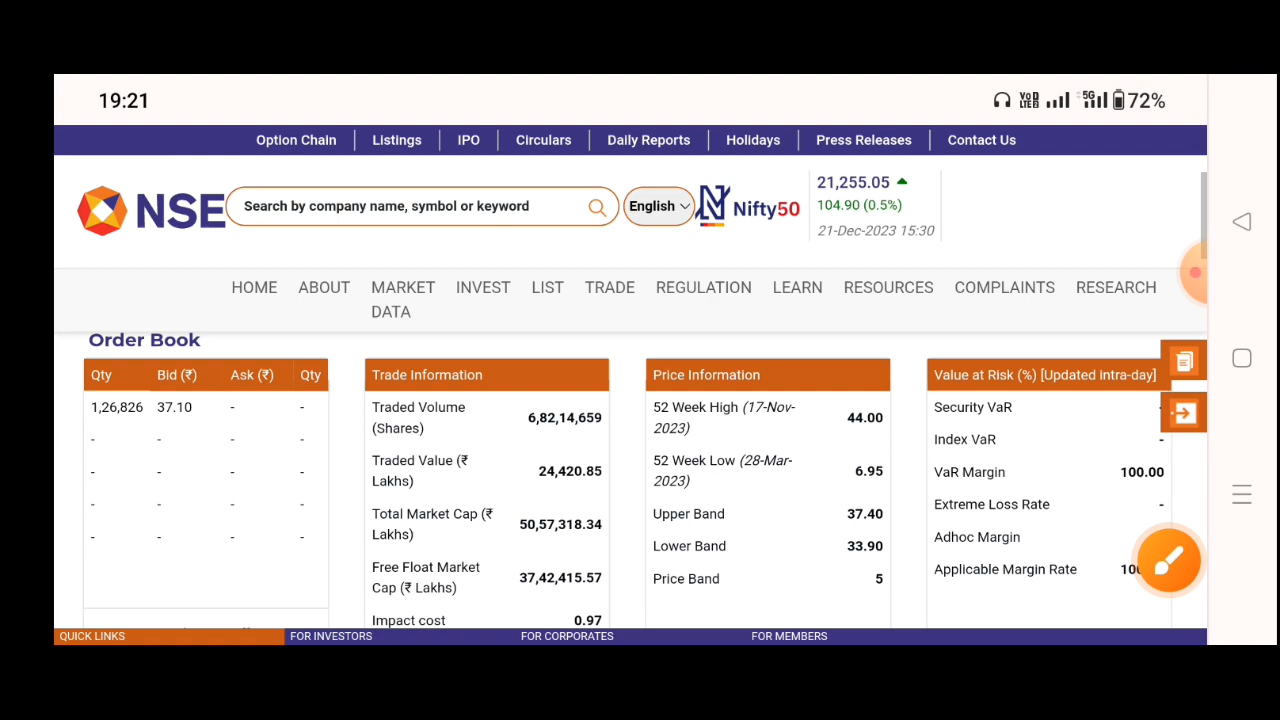 19:21
VoD LTEB 5G 72%
Option Chain Listings IPO Circulars Daily Reports Holidays Press Releases Contact Us
NSE Search by company name, symbol or keyword English Nifty50
21,255.05
104.90 (0.5%)
21-Dec-2023 15:30
HOME ABOUT MARKET DATA INVEST LIST TRADE REGULATION LEARN RESOURCES COMPLAINTS RESEARCH
Order Book
Qty Bid (₹) Ask (₹) Qty
1,26,826 37.10 - -
- - - -
- - - -
- - - -
- - - -
Trade Information
Traded Volume
(Shares) 6,82,14,659
Traded Value (₹
Lakhs) 24,420.85
Total Market Cap (₹
Lakhs) 50,57,318.34
Free Float Market
Cap (₹ Lakhs) 37,42,415.57
Impact cost 0.97
Price Information
52 Week High (17-Nov-
2023) 44.00
52 Week Low (28-Mar-
2023) 6.95
Upper Band 37.40
Lower Band 33.90
Price Band 5
Value at Risk (%) [Updated intra-day]
Security VaR -
Index VaR -
VaR Margin 100.00
Extreme Loss Rate -
Adhoc Margin
Applicable Margin Rate
QUICK LINKS FOR INVESTORS FOR CORPORATES FOR MEMBERS